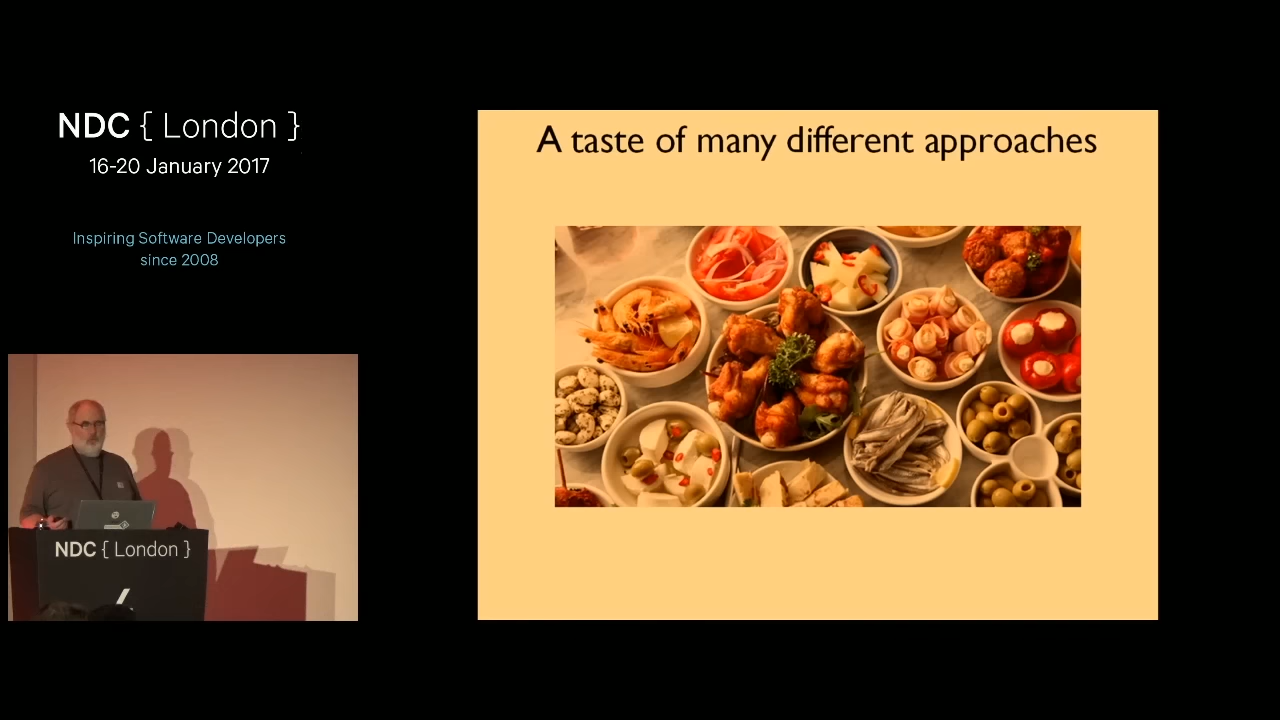 NDC { London }
16-20 January 2017
Inspiring Software Developers
since 2008
A taste of many different approaches
NDC { London }